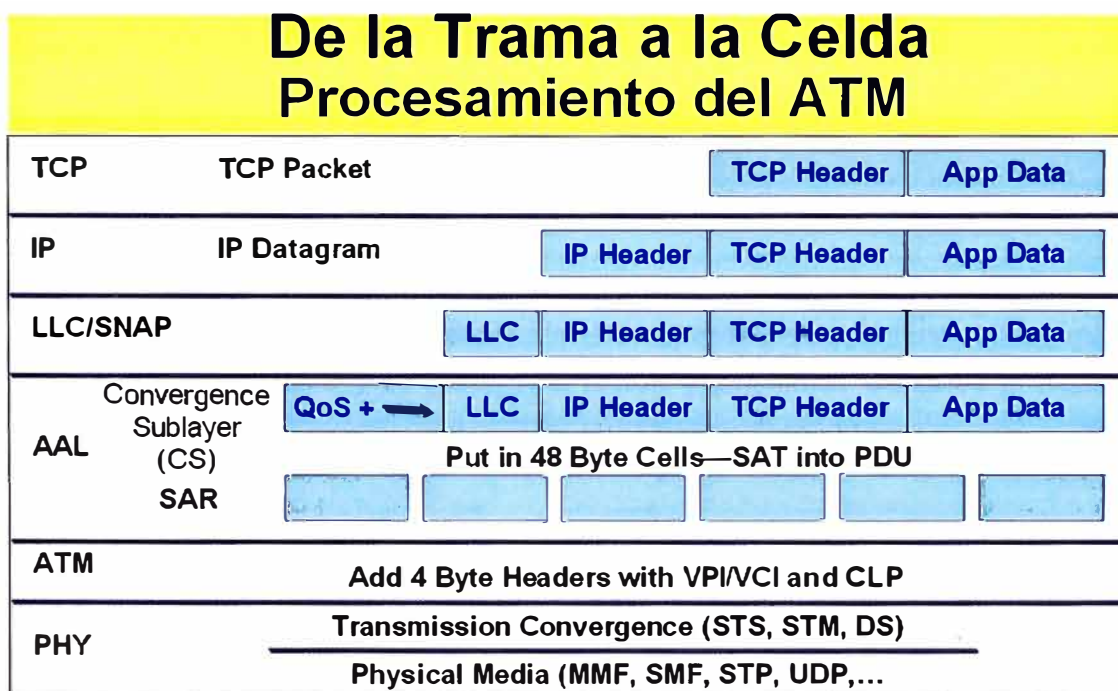 De la Trama a la Celda
Procesamiento del ATM
TCP TCP Packet TCP Header App Data
IP IP Datagram IP Header TCP Header App Data
LLC/SNAP LLC IP Header TCP Header App Data
AAL Convergence Sublayer (CS) QoS + LLC IP Header TCP Header App Data
Put in 48 Byte Cells—SAT into PDU
SAR
ATM Add 4 Byte Headers with VPI/VCI and CLP
PHY Transmission Convergence (STS, STM, DS)
Physical Media (MMF, SMF, STP, UDP,...